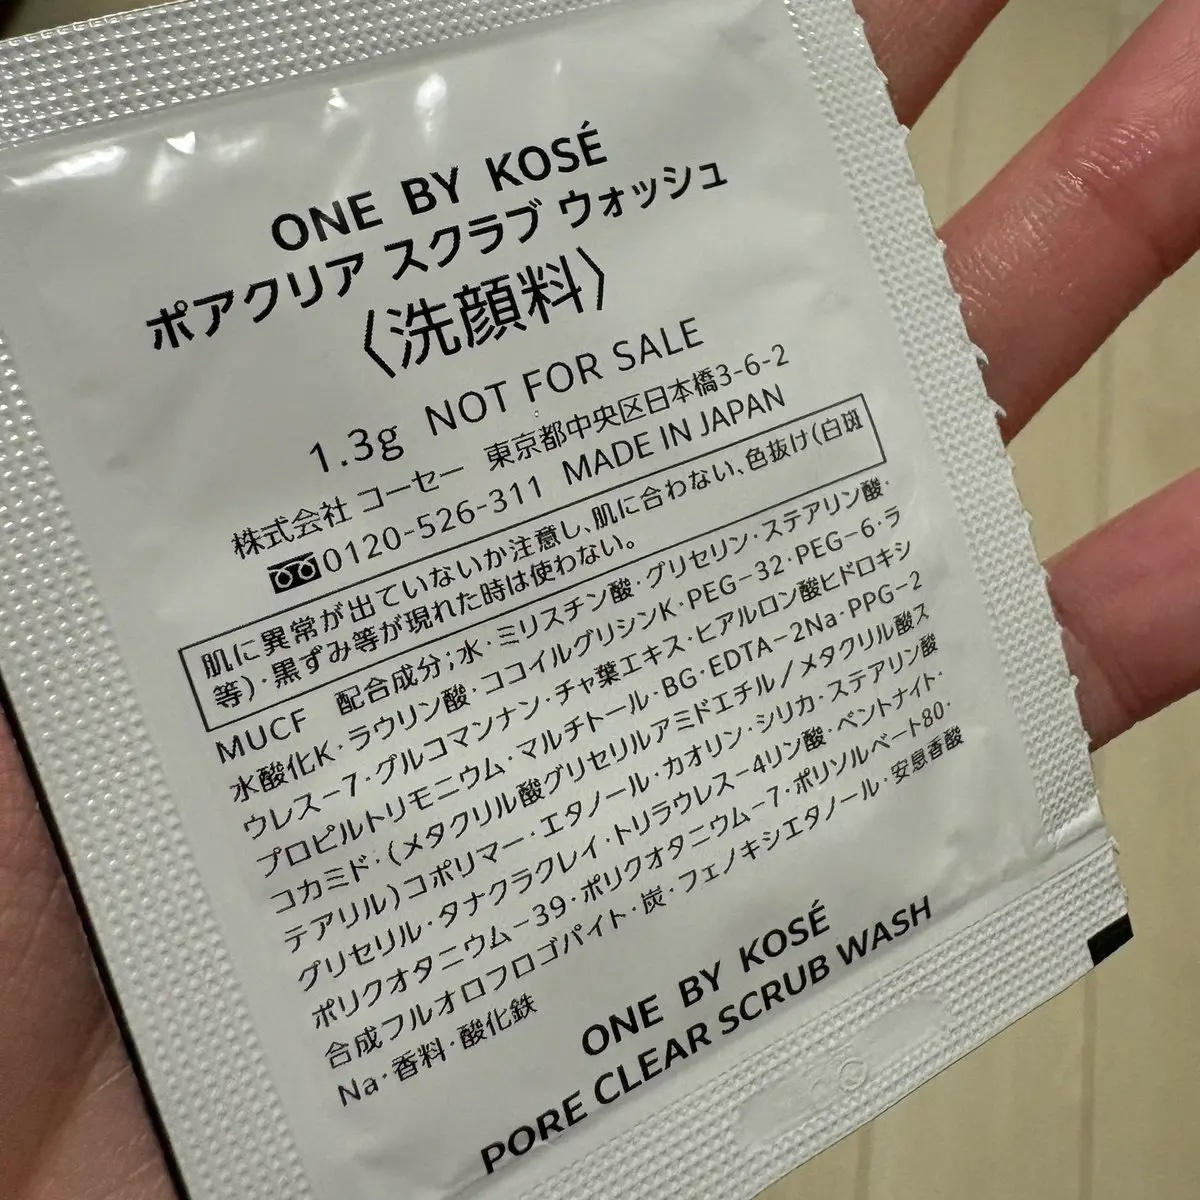 ONE BY KOSÉ
ポアクリア スクラブ ウォッシュ
〈洗顔料〉
1.3g NOT FOR SALE
株式会社 コーセー 東京都中央区日本橋3-6-2
0120-526-311 MADE IN JAPAN
肌に異常が出ていないか注意し、肌に合わない、色抜け(白斑
等)・黒ずみ等が現れた時は使わない。
MUCF 配合成分;水・ミリスチン酸・グリセリン・ステアリン酸・
水酸化K・ラウリン酸・ココイルグリシンK・PEG-32・PEG-6・ラ
ウレス-7・グルコマンナン・チャ葉エキス・ヒアルロン酸ヒドロキシ
プロピルトリモニウム・マルチトール・BG・EDTA-2Na・PPG-2
コカミド・(メタクリル酸グリセリルアミドエチル/メタクリル酸ス
テアリル)コポリマー・エタノール・カオリン・シリカ・ステアリン酸
グリセリル・タナクラクレイ・トリラウレス-4リン酸・ベントナイト・
ポリクオタニウム-39・ポリクオタニウム-7・ポリソルベート80・
合成フルオロフロゴパイト・炭・フェノキシエタノール・安息香酸
Na・香料・酸化鉄
ONE BY KOSÉ
PORE CLEAR SCRUB WASH